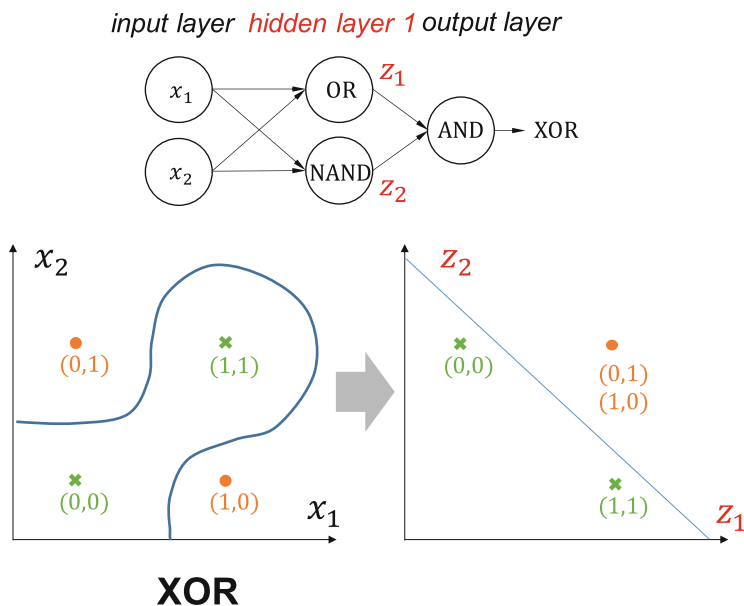 input layer hidden layer 1 output layer
x₁ OR z₁
AND XOR
x₂ NAND z₂
x₂
(0,1) (1,1)
(0,0) (1,0)
x₁
z₂
(0,0) (0,1)
(1,0)
(1,1)
z₁
XOR